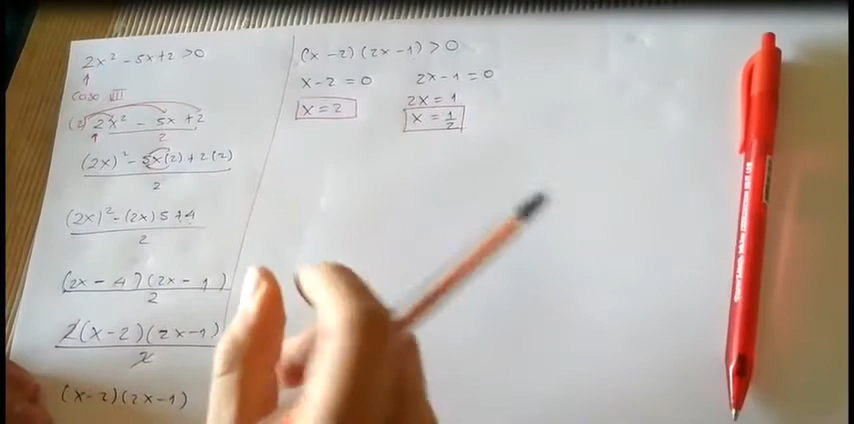 2x² - 5x+2 >0
Caso VII
(2) 2x² - 5x + 2
2
(2x)² - 5x(2) + 2(2)
2
(2x)² - (2x) 5 + 4
2
(2x - 4) (2x - 1)
2
2(x-2) (2x-1)
2
(x-2) (2x-1)
(x-2) (2x-1) >0
x-2 = 0 2x-1 = 0
x = 2 2x = 1
x = 1/2